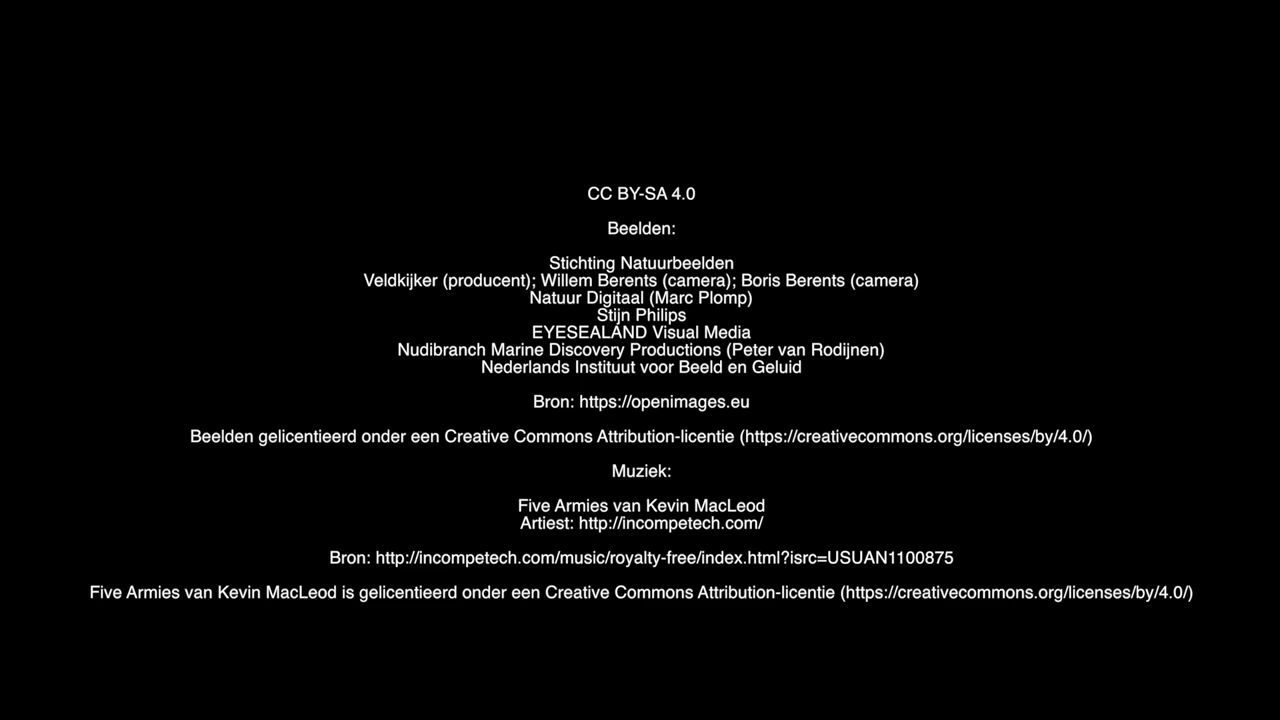 CC BY-SA 4.0
Beelden:
Stichting Natuurbeelden
Veldkijker (producent); Willem Berents (camera); Boris Berents (camera)
Natuur Digitaal (Marc Plomp)
Stijn Philips
EYESEALAND Visual Media
Nudibranch Marine Discovery Productions (Peter van Rodijnen)
Nederlands Instituut voor Beeld en Geluid
Bron: https://openimages.eu
Beelden gelicentieerd onder een Creative Commons Attribution-licentie (https://creativecommons.org/licenses/by/4.0/)
Muziek:
Five Armies van Kevin MacLeod
Artiest: http://incompetech.com/
Bron: http://incompetech.com/music/royalty-free/index.html?isrc=USUAN1100875
Five Armies van Kevin MacLeod is gelicentieerd onder een Creative Commons Attribution-licentie (https://creativecommons.org/licenses/by/4.0/)